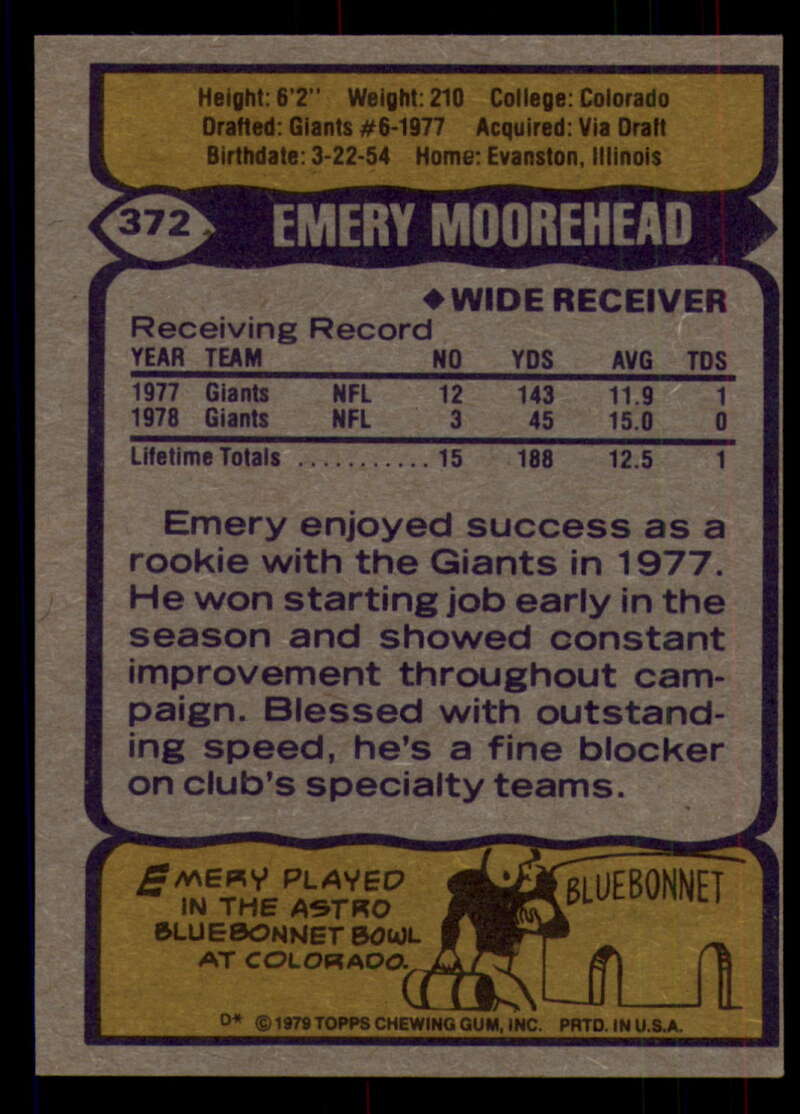 Height: 6'2" Weight: 210 College: Colorado
Drafted: Giants #6-1977 Acquired: Via Draft
Birthdate: 3-22-54 Home: Evanston, Illinois
372 EMERY MOOREHEAD
◆ WIDE RECEIVER
Receiving Record
YEAR TEAM NO YDS AVG TDS
1977 Giants NFL 12 143 11.9 1
1978 Giants NFL 3 45 15.0 0
Lifetime Totals ........... 15 188 12.5 1
Emery enjoyed success as a
rookie with the Giants in 1977.
He won starting job early in the
season and showed constant
improvement throughout cam-
paign. Blessed with outstand-
ing speed, he's a fine blocker
on club's specialty teams.
EMERY PLAYED
IN THE ASTRO
BLUEBONNET BOWL
AT COLORADO.
BLUEBONNET
D* © 1979 TOPPS CHEWING GUM, INC. PRTD. IN U.S.A.